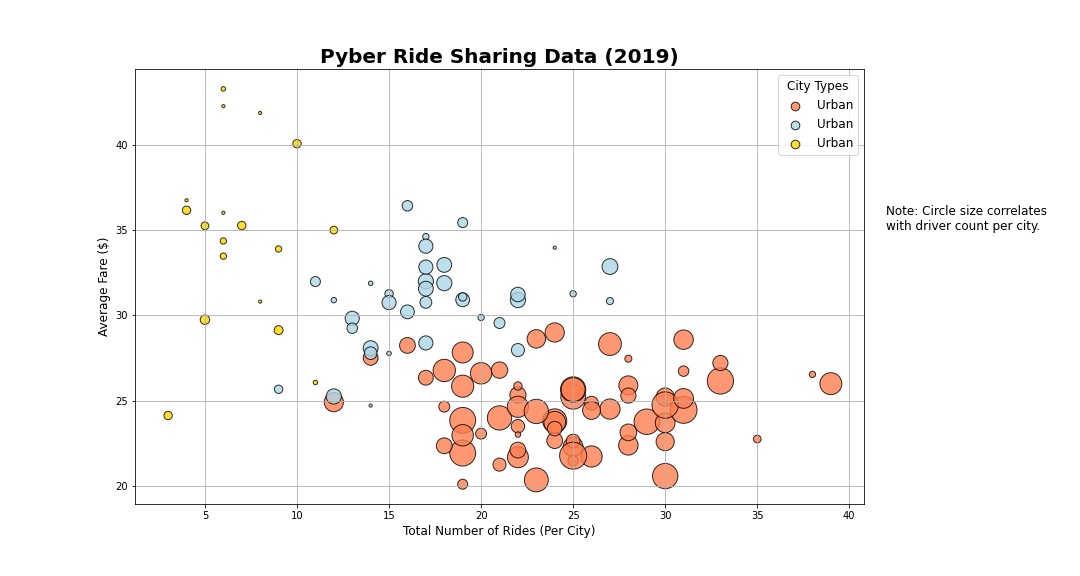 Pyber Ride Sharing Data (2019)
City Types
Urban
Urban
Urban
Note: Circle size correlates
with driver count per city.
Average Fare ($)
40
35
30
25
20
5 10 15 20 25 30 35 40
Total Number of Rides (Per City)